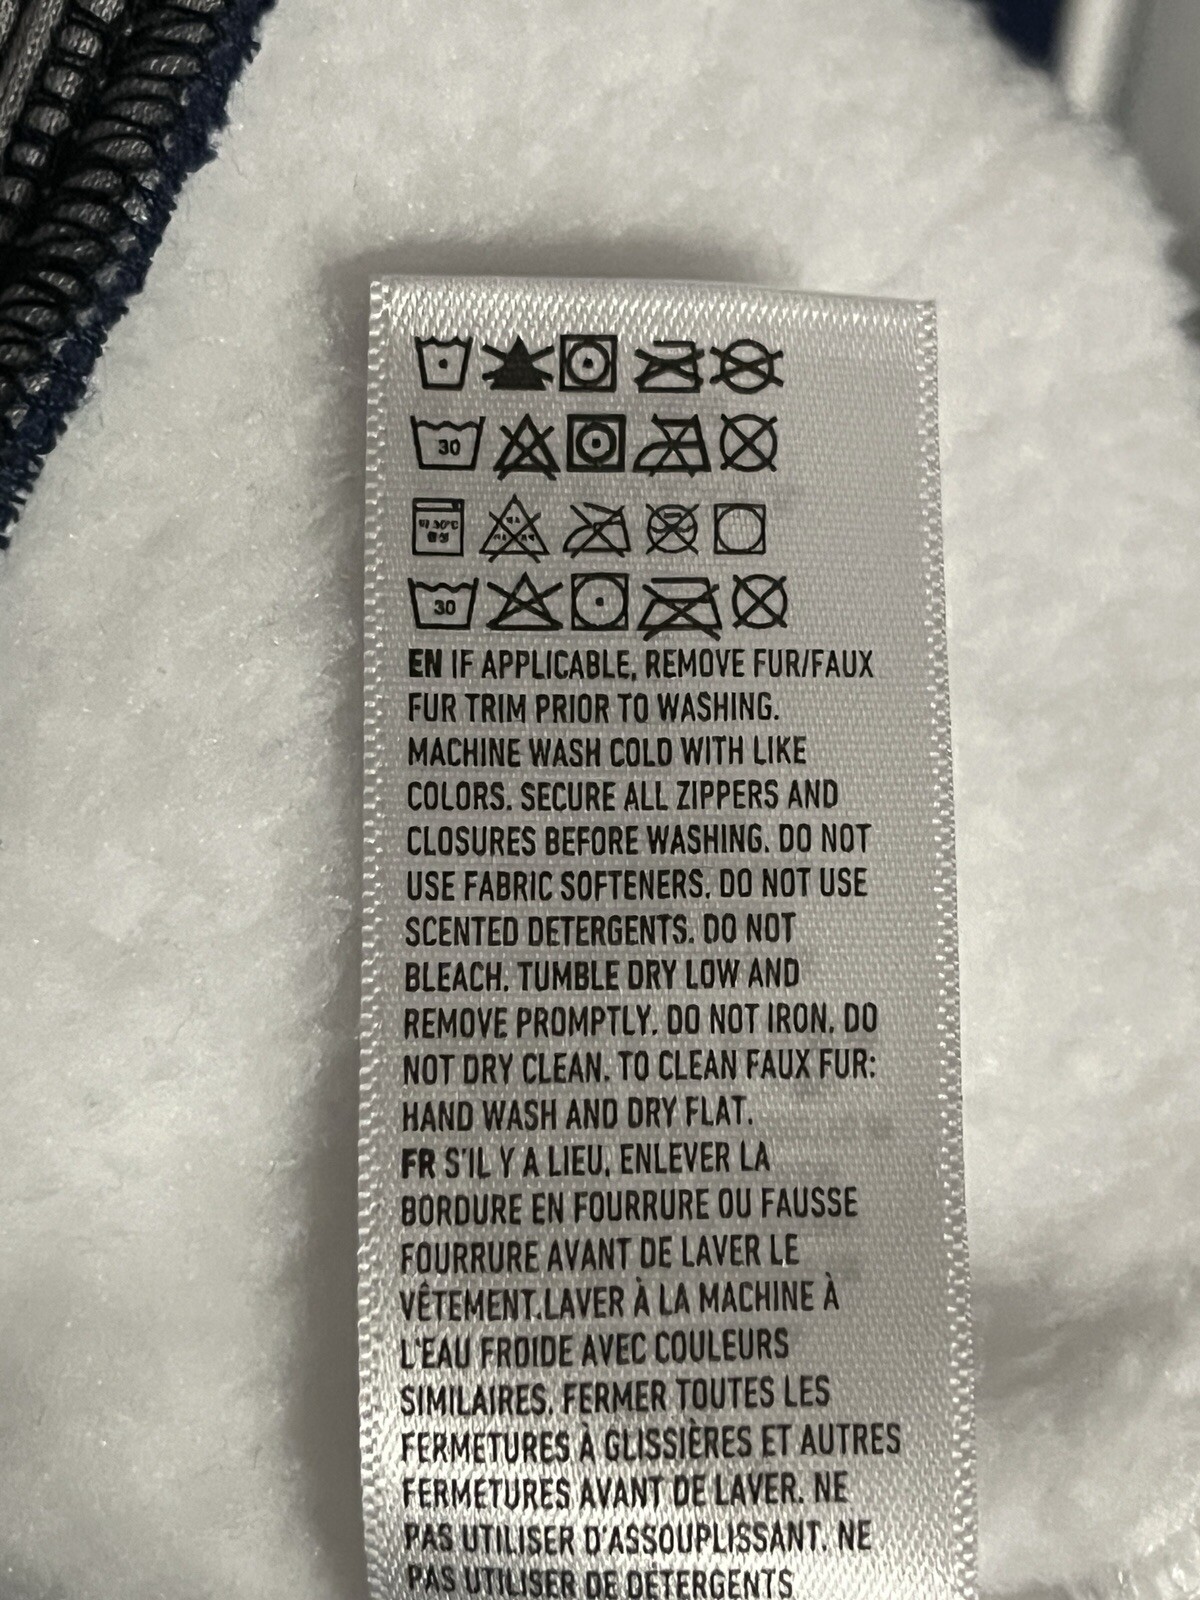 30
30
EN IF APPLICABLE, REMOVE FUR/FAUX
FUR TRIM PRIOR TO WASHING.
MACHINE WASH COLD WITH LIKE
COLORS. SECURE ALL ZIPPERS AND
CLOSURES BEFORE WASHING. DO NOT
USE FABRIC SOFTENERS. DO NOT USE
SCENTED DETERGENTS. DO NOT
BLEACH. TUMBLE DRY LOW AND
REMOVE PROMPTLY. DO NOT IRON. DO
NOT DRY CLEAN. TO CLEAN FAUX FUR:
HAND WASH AND DRY FLAT.
FR S'IL Y A LIEU, ENLEVER LA
BORDURE EN FOURRURE OU FAUSSE
FOURRURE AVANT DE LAVER LE
VÊTEMENT.LAVER À LA MACHINE À
L'EAU FROIDE AVEC COULEURS
SIMILAIRES. FERMER TOUTES LES
FERMETURES À GLISSIÈRES ET AUTRES
FERMETURES AVANT DE LAVER. NE
PAS UTILISER D'ASSOUPLISSANT. NE
PAS UTILISER DE DÉTERGENTS